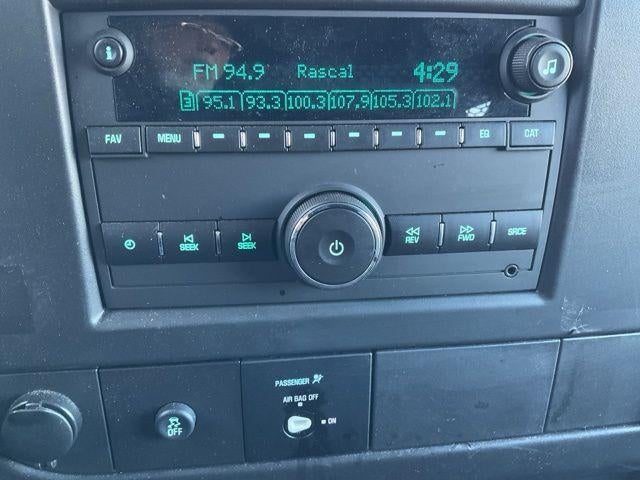 FM 94.9 Rascal 4:29
3 95.1 93.3 100.3 107.9 105.3 102.1
FAV MENU EQ CAT
SEEK SEEK REV FWD SRCE
PASSENGER
AIR BAG OFF
ON
OFF